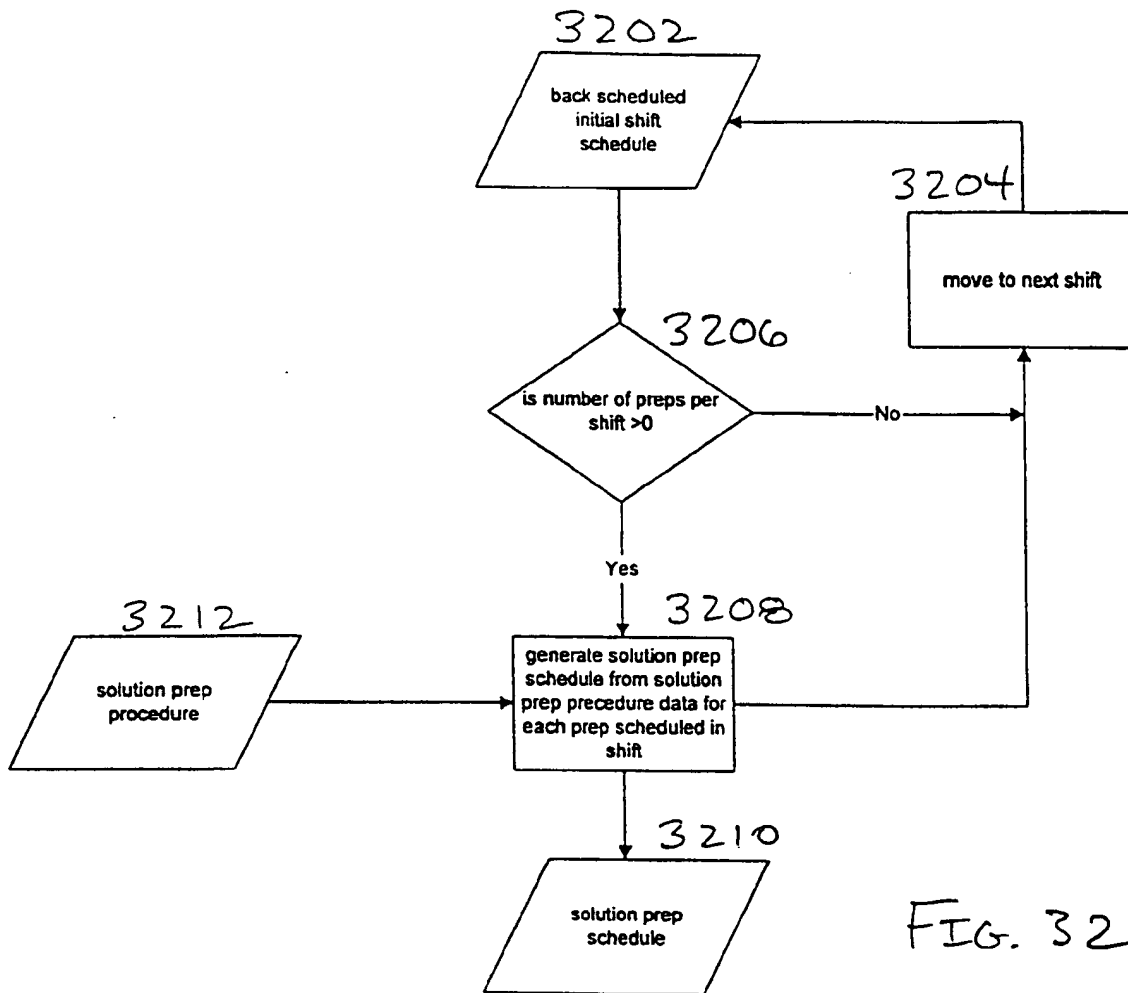 3202
back scheduled
initial shift
schedule
3204
move to next shift
3206
is number of preps per
shift >0
No
Yes
3212
solution prep
procedure
3208
generate solution prep
schedule from solution
prep precedure data for
each prep scheduled in
shift
3210
solution prep
schedule
FIG. 32